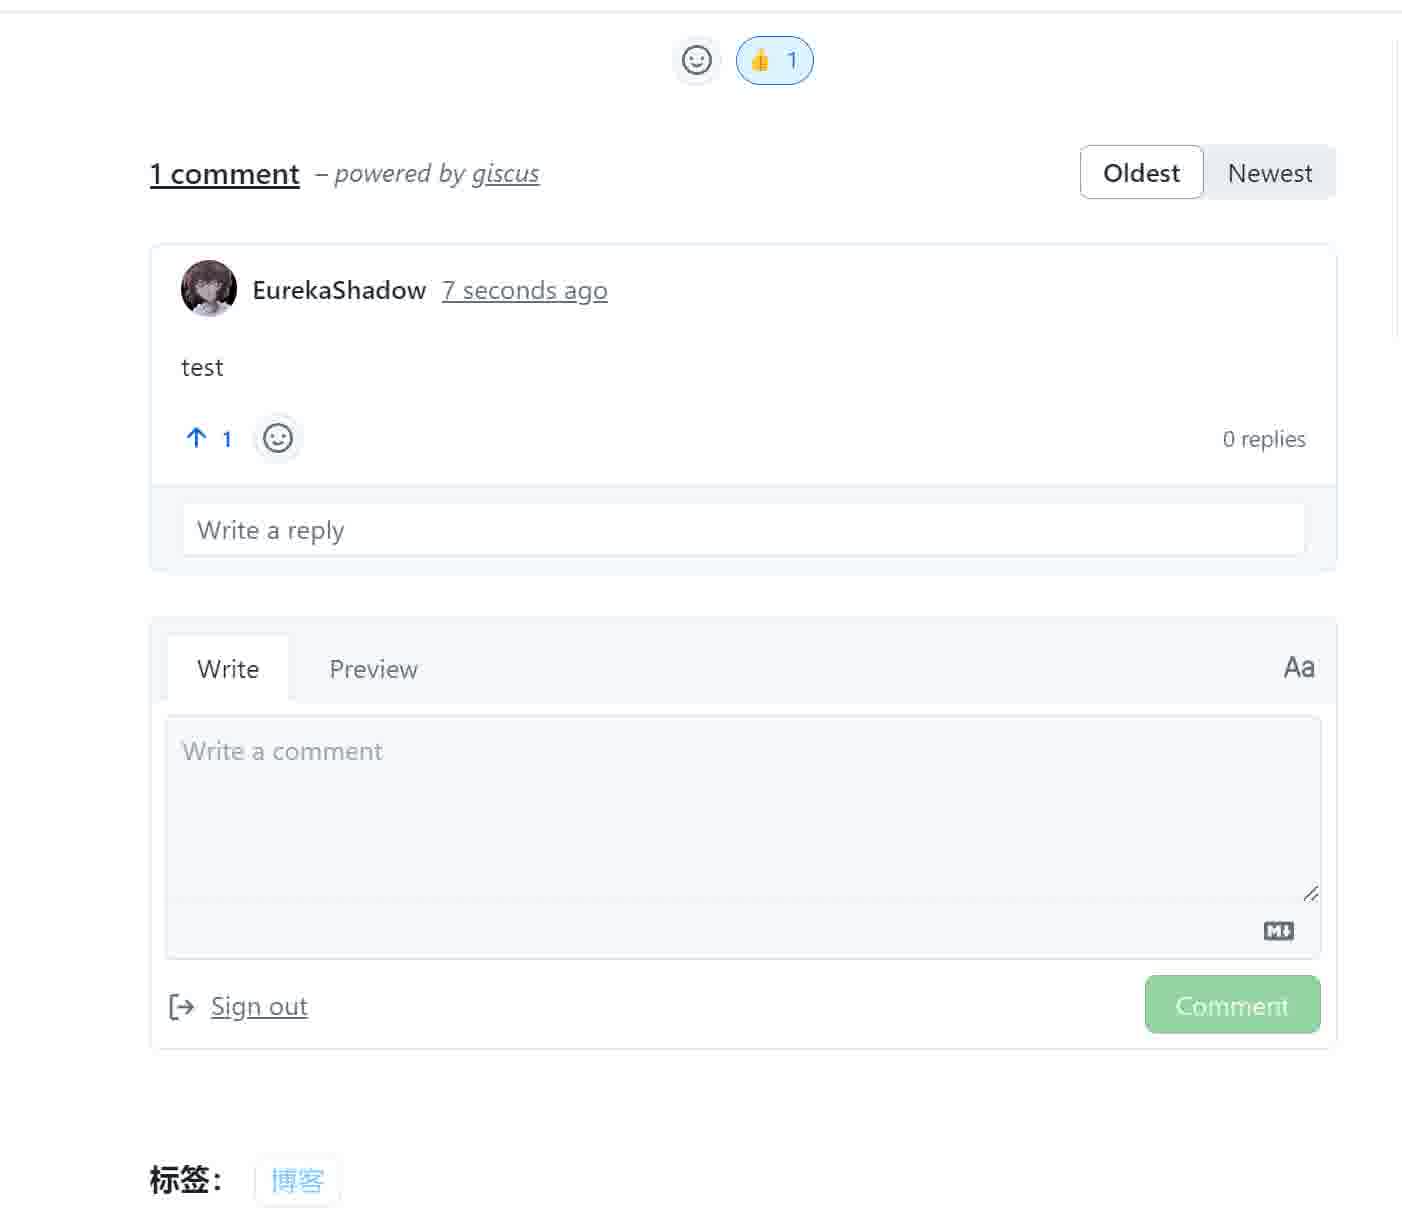 👍 1
1 comment – powered by giscus
Oldest Newest
EurekaShadow 7 seconds ago
test
↑ 1
0 replies
Write a reply
Write Preview Aa
Write a comment
M↓
Sign out Comment
标签： 博客